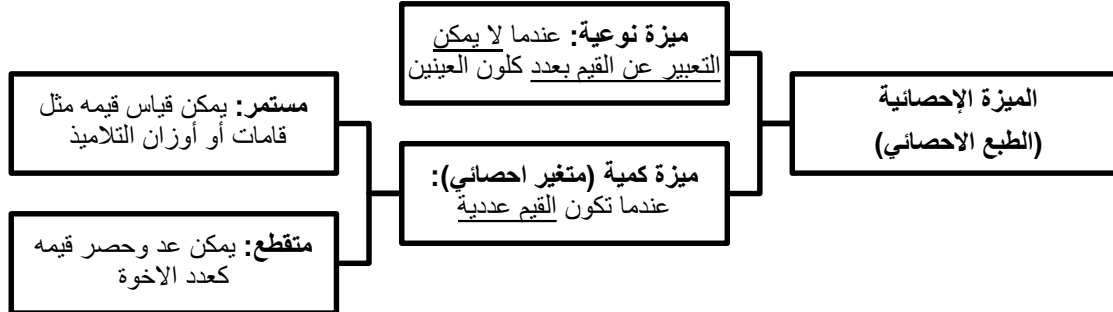 الميزة الإحصائية
(الطبع الاحصائي)
ميزة نوعية: عندما لا يمكن
التعبير عن القيم بعدد كلون العينين
ميزة كمية (متغير احصائي):
عندما تكون القيم عددية
مستمر: يمكن قياس قيمه مثل
قامات أو أوزان التلاميذ
متقطع: يمكن عد وحصر قيمه
كعدد الاخوة